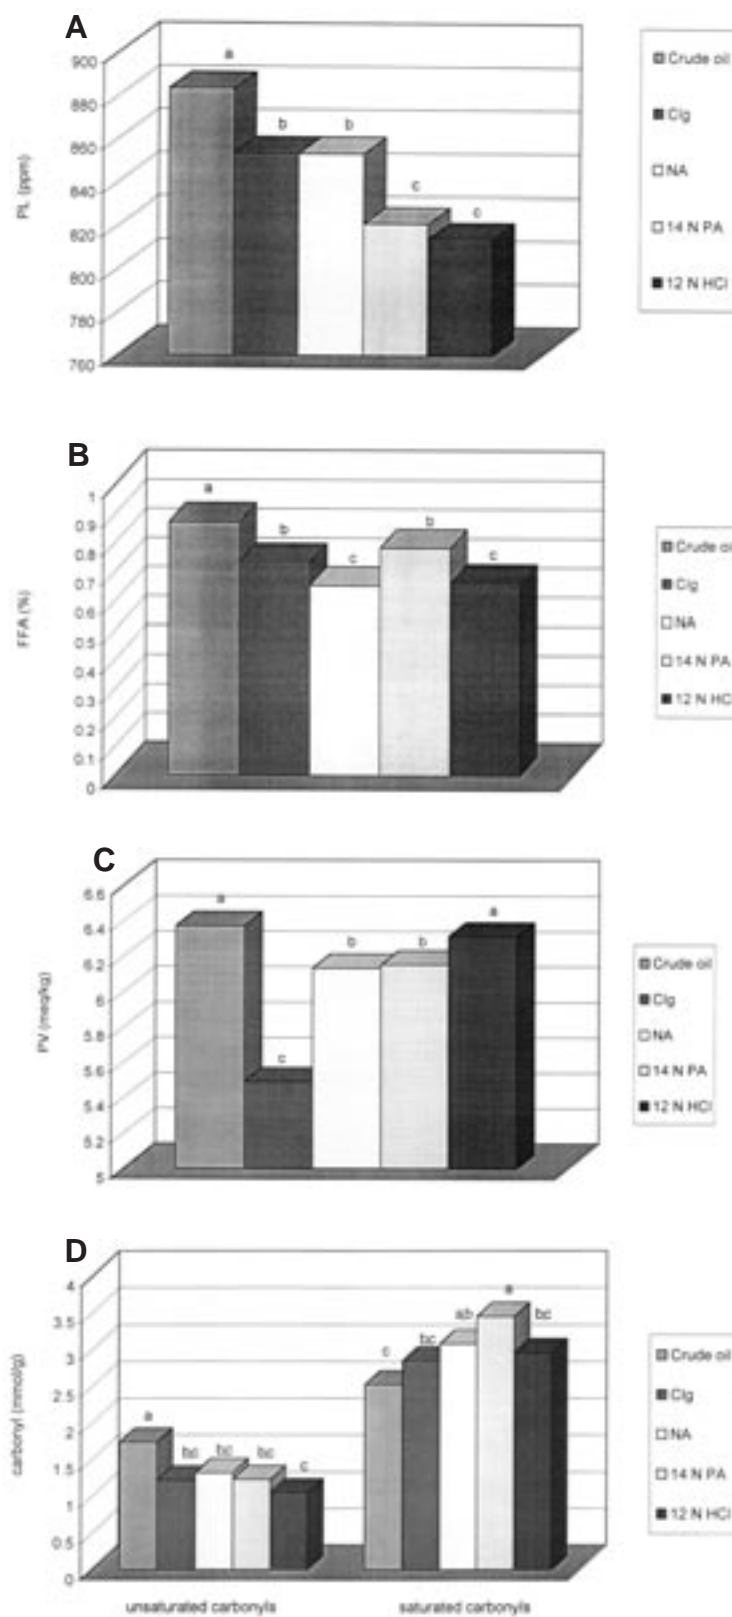 A
PL (ppm)
900
880
860
840
820
800
780
760
a
b
b
c
c
Crude oil
Clg
NA
14 N PA
12 N HCl
B
FFA (%)
1
0.9
0.8
0.7
0.6
0.5
0.4
0.3
0.2
0.1
0
a
b
c
b
c
Crude oil
Clg
NA
14 N PA
12 N HCl
C
PV (meq/kg)
6.6
6.4
6.2
6
5.8
5.6
5.4
5.2
5
a
c
b
b
a
Crude oil
Clg
NA
14 N PA
12 N HCl
D
carbonyl (mmol/g)
4
3.5
3
2.5
2
1.5
1
0.5
0
a
bc
bc
bc
c
c
bc
ab
a
bc
unsaturated carbonyls
saturated carbonyls
Crude oil
Clg
NA
14 N PA
12 N HCl